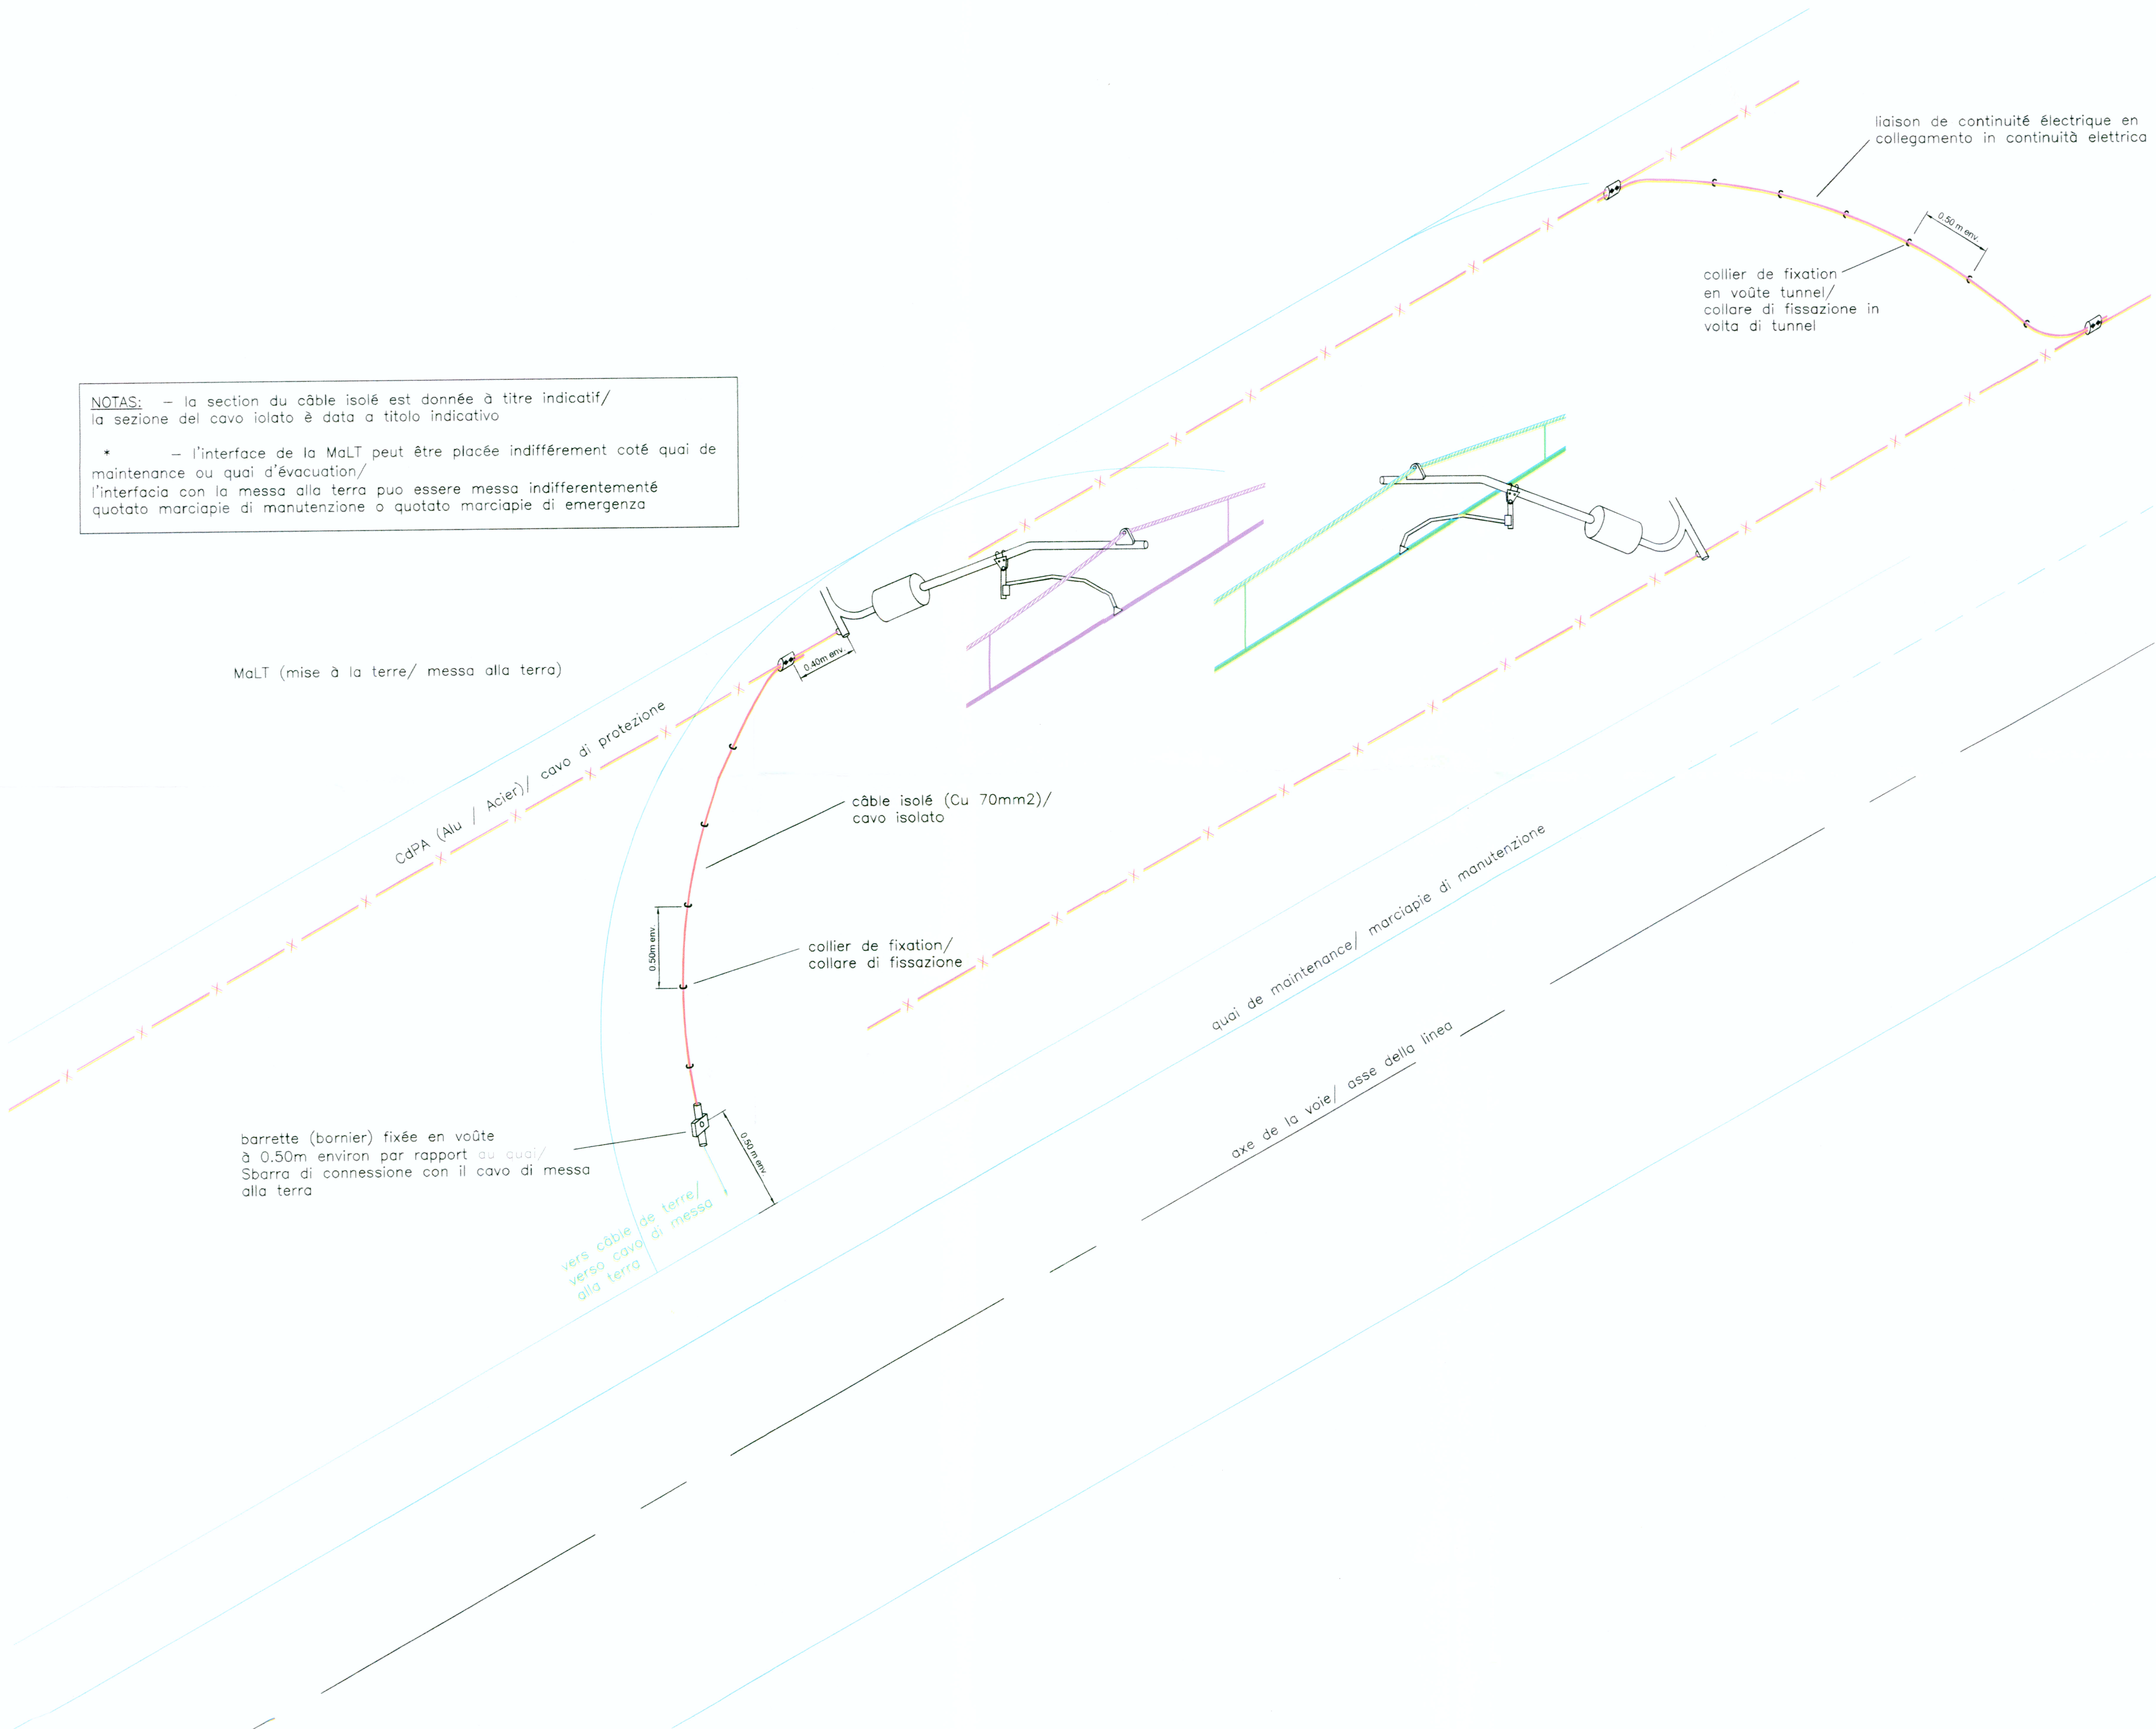 liaison de continuité électrique en
collegamento in continuità elettrica
0.50 m env.
collier de fixation
en voûte tunnel/
collare di fissazione in
volta di tunnel
NOTAS: - la section du câble isolé est donnée à titre indicatif/
la sezione del cavo iolato è data a titolo indicativo
* - l'interface de la MaLT peut être placée indifférement coté quai de
maintenance ou quai d'évacuation/
l'interfacia con la messa alla terra puo essere messa indifferentementé
quotato marciapie di manutenzione o quotato marciapie di emergenza
MaLT (mise à la terre/ messa alla terra)
0.40m env.
CdPA (Alu / Acier)/ cavo di protezione
câble isolé (Cu 70mm2)/
cavo isolato
0.50m env.
collier de fixation/
collare di fissazione
quai de maintenance/ marciapie di manutenzione
axe de la voie/ asse della linea
barrette (bornier) fixée en voûte
à 0.50m environ par rapport au quai/
Sbarra di connessione con il cavo di messa
alla terra
0.50 m env.
vers câble de terre/
verso cavo di messa
alla terra